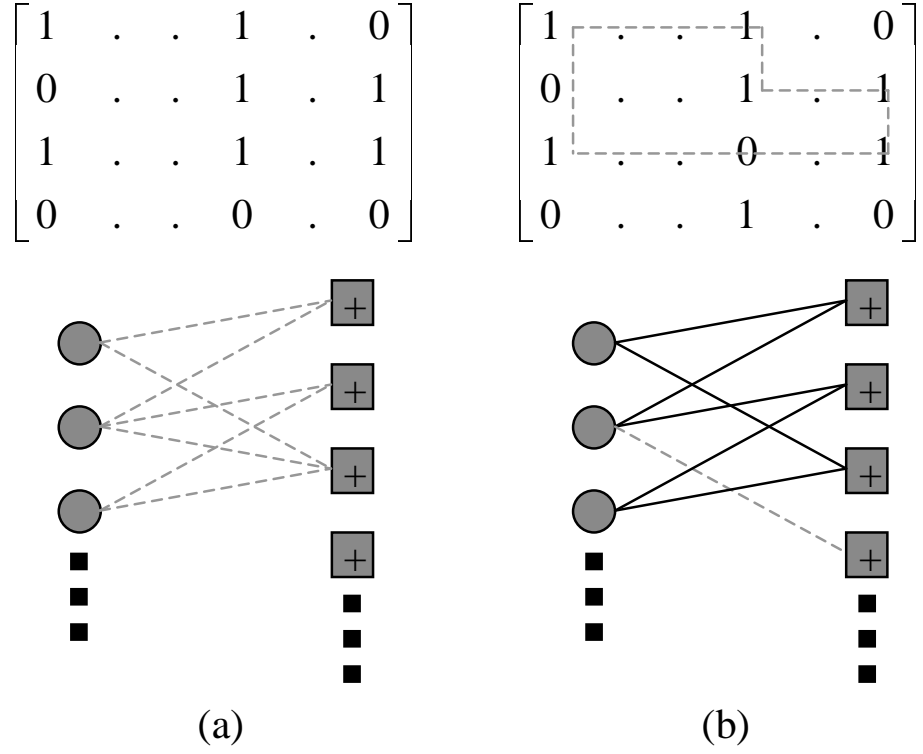 1 . . 1 . 0
0 . . 1 . 1
1 . . 1 . 1
0 . . 0 . 0
1 . . 1 . 0
0 . . 1 . 1
1 . . 0 . 1
0 . . 1 . 0
+
+
+
+
+
+
+
+
(a)
(b)